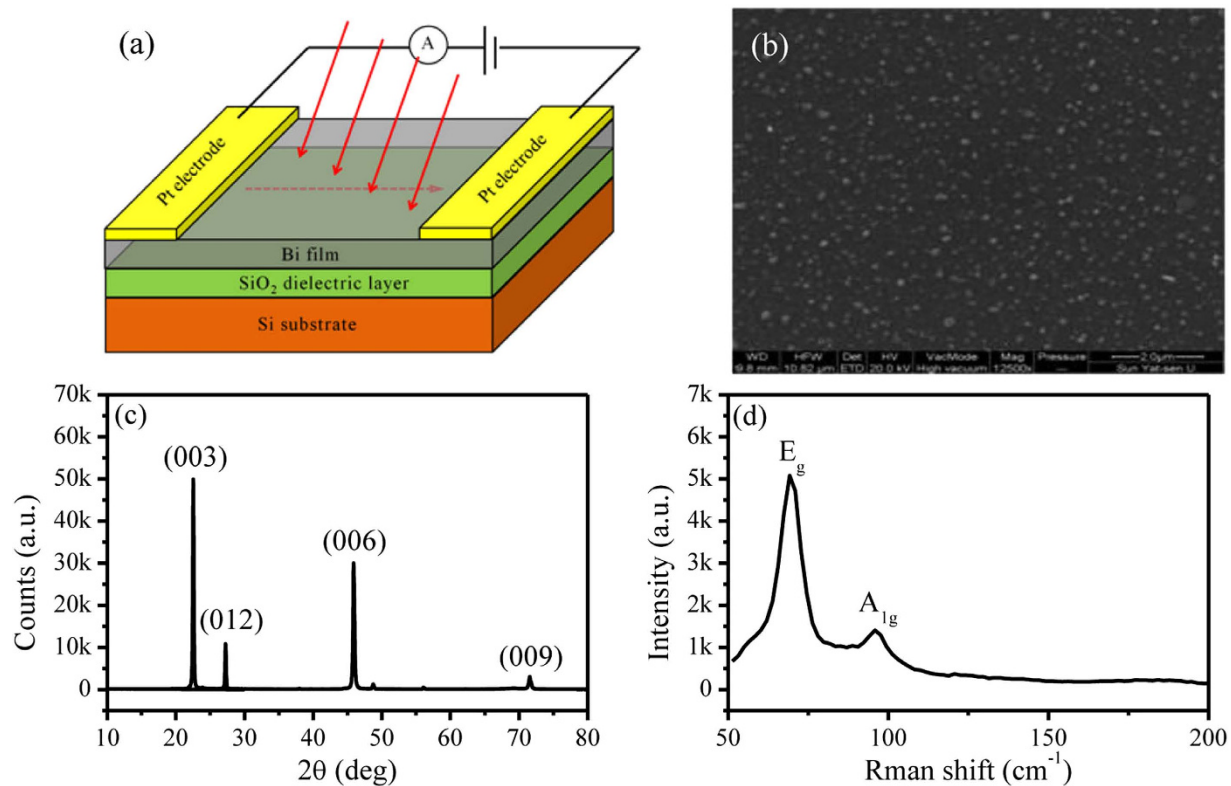 (a)
A
Pt electrode
Pt electrode
Bi film
SiO₂ dielectric layer
Si substrate
(b)
WD HFW Det HV VacMode Mag Pressure 2.0μm
9.8 mm 10.82 μm ETD 20.0 kV High vacuum 12500x — Sun Yat-sen U
(c)
70k
60k
50k
40k
30k
20k
10k
0
Counts (a.u.)
(003)
(012)
(006)
(009)
10 20 30 40 50 60 70 80
2θ (deg)
(d)
7k
6k
5k
4k
3k
2k
1k
0
Intensity (a.u.)
E_g
A_1g
50 100 150 200
Rman shift (cm⁻¹)